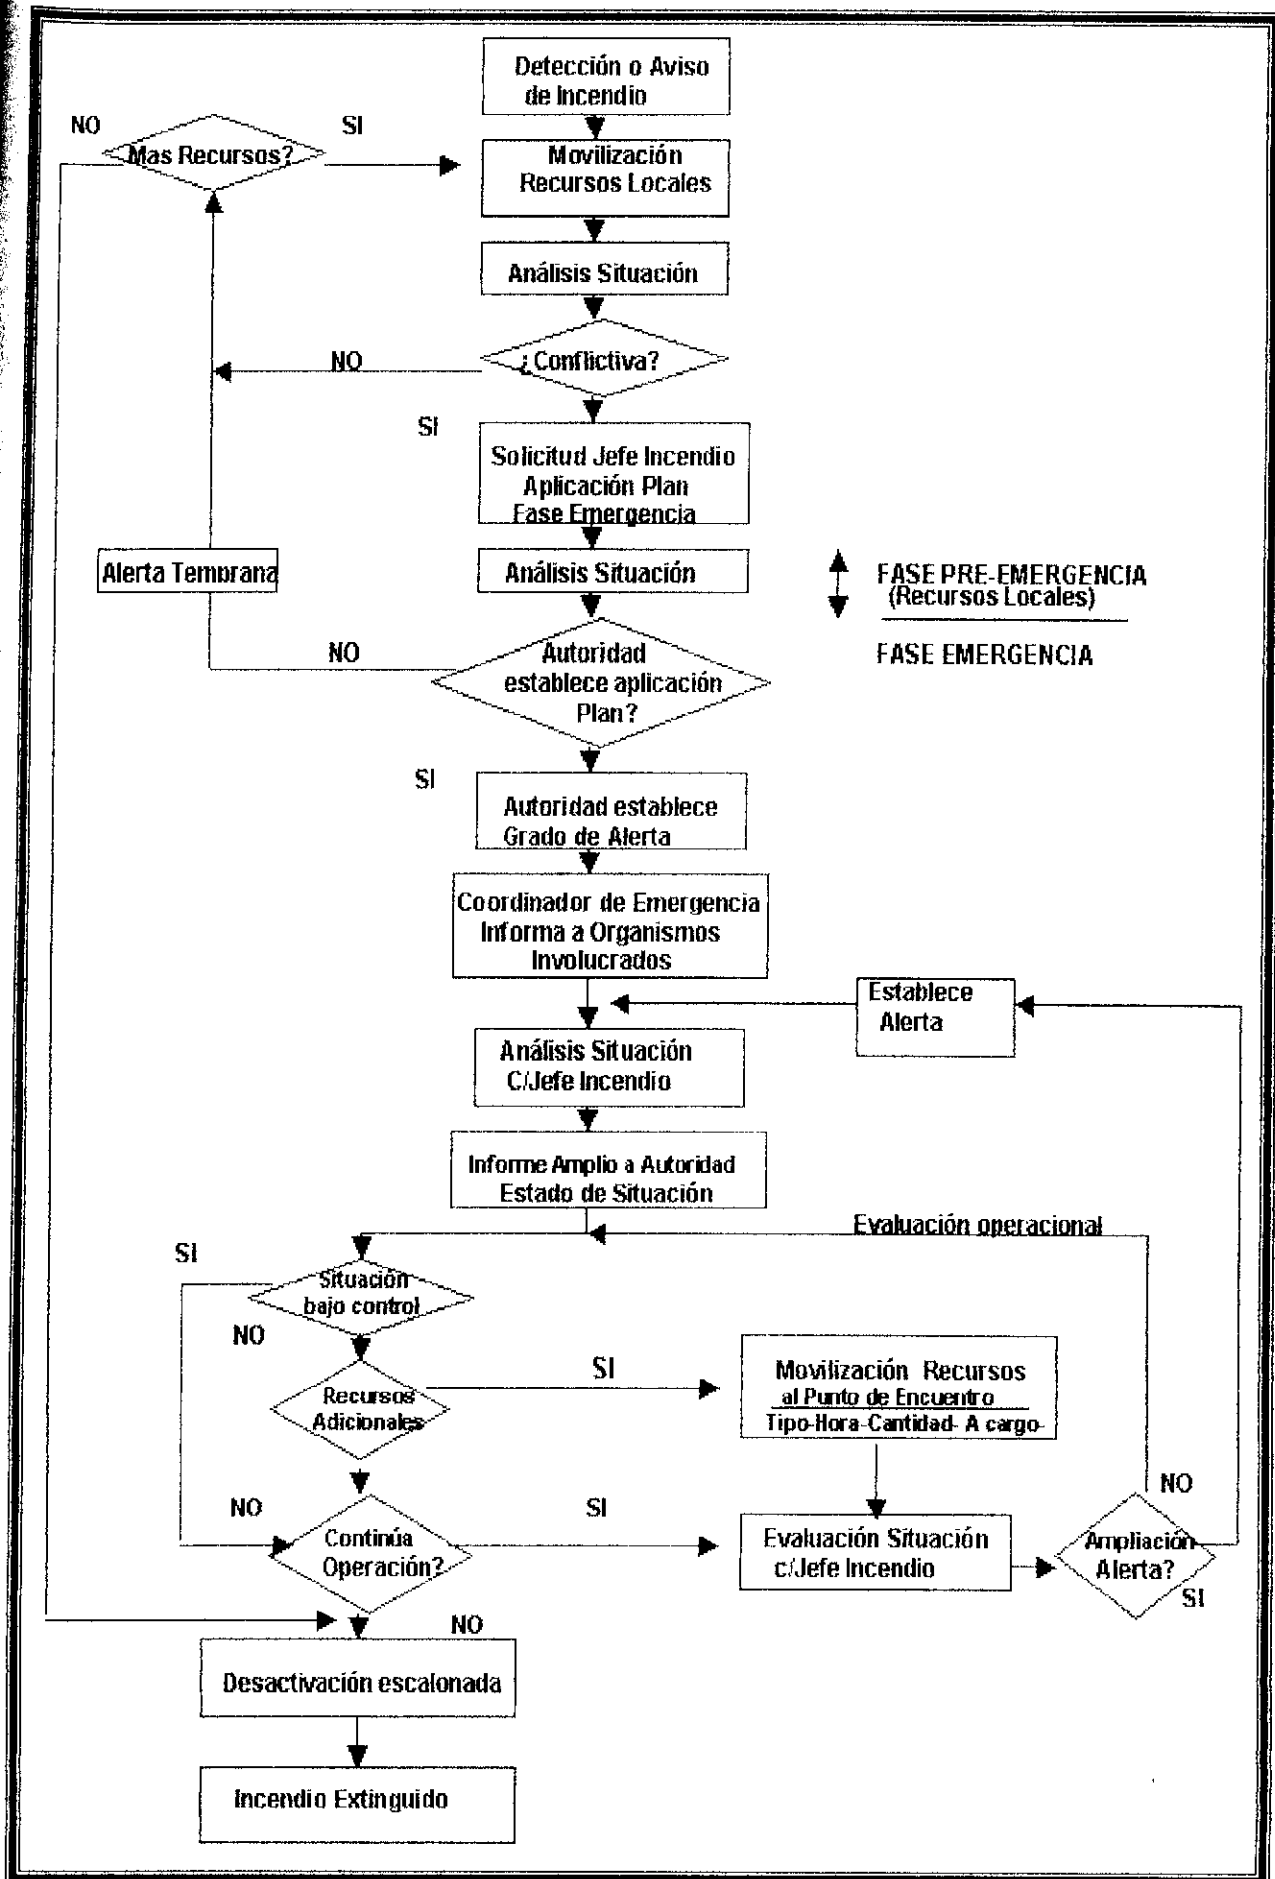 Detección o Aviso
de Incendio
NO
SI
Mas Recursos?
Movilización
Recursos Locales
Análisis Situación
NO
¿Conflictiva?
SI
Solicitud Jefe Incendio
Aplicación Plan
Fase Emergencia
Alerta Temprana
Análisis Situación
FASE PRE-EMERGENCIA
(Recursos Locales)
FASE EMERGENCIA
NO
Autoridad
establece aplicación
Plan?
SI
Autoridad establece
Grado de Alerta
Coordinador de Emergencia
Informa a Organismos
Involucrados
Establece
Alerta
Análisis Situación
C/Jefe Incendio
Informe Amplio a Autoridad
Estado de Situación
Evaluación operacional
SI
Situación
bajo control
NO
SI
Recursos
Adicionales
Movilización Recursos
al Punto de Encuentro
Tipo-Hora-Cantidad- A cargo-
NO
NO
SI
Continúa
Operación?
Evaluación Situación
c/Jefe Incendio
Ampliación
Alerta?
SI
NO
Desactivación escalonada
Incendio Extinguido